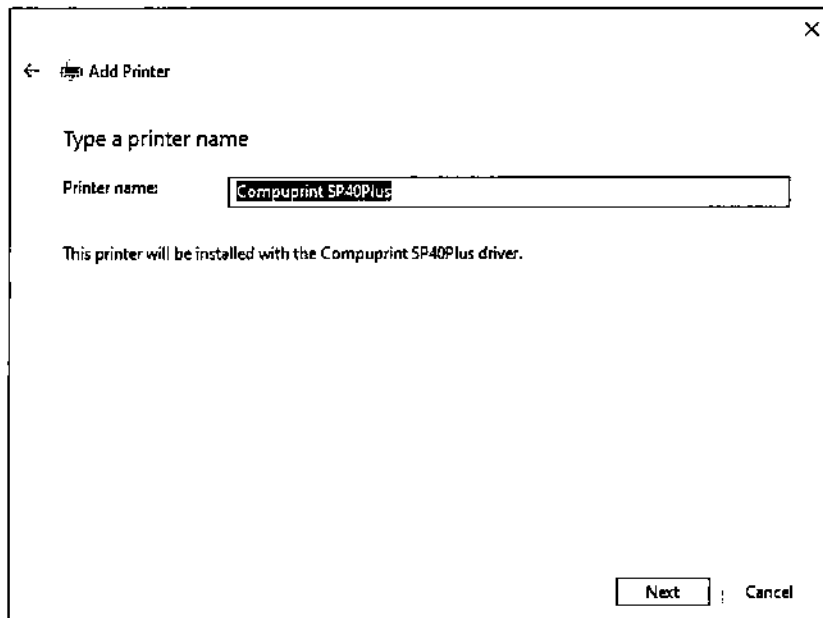 Add Printer
Type a printer name
Printer name: Compuprint SP40Plus
This printer will be installed with the Compuprint SP40Plus driver.
Next Cancel